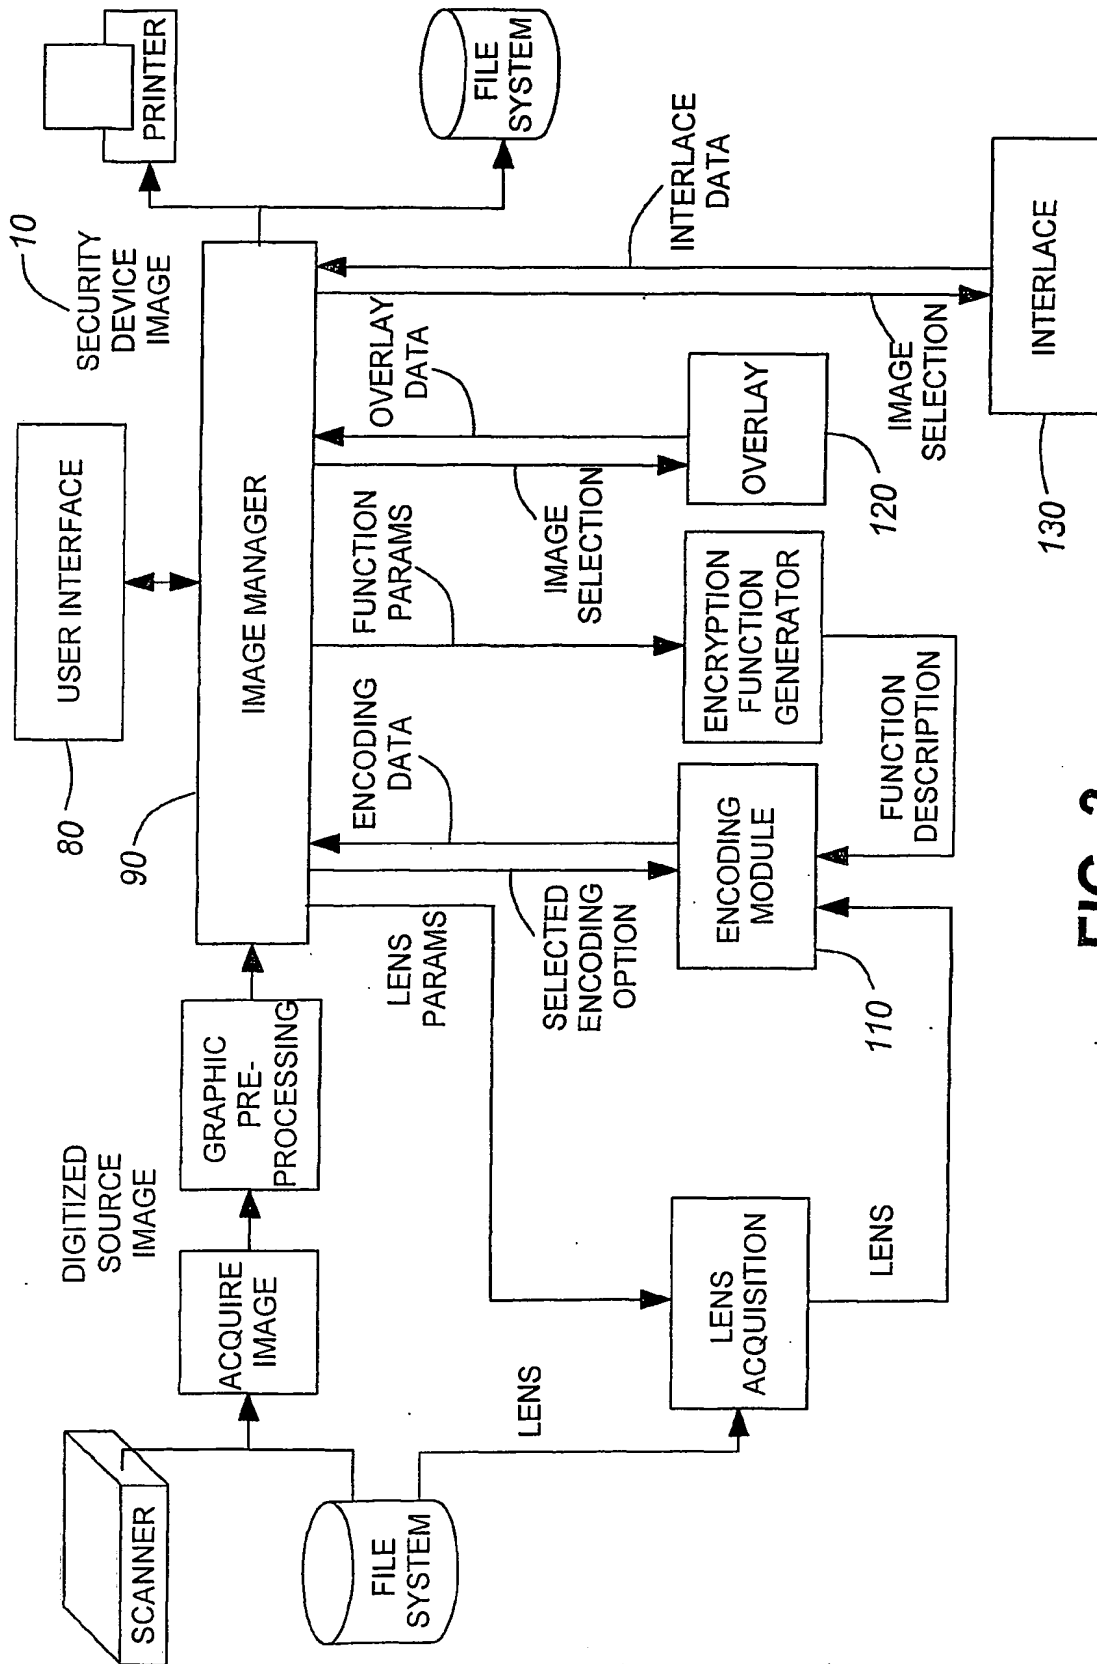 SCANNER
FILE
SYSTEM
DIGITIZED
SOURCE
IMAGE
ACQUIRE
IMAGE
GRAPHIC
PRE-
PROCESSING
USER INTERFACE
80
IMAGE MANAGER
90
SECURITY
DEVICE
IMAGE
10
PRINTER
FILE
SYSTEM
LENS
LENS
PARAMS
SELECTED
ENCODING
OPTION
ENCODING
DATA
FUNCTION
PARAMS
IMAGE
SELECTION
OVERLAY
DATA
INTERLACE
DATA
LENS
ACQUISITION
LENS
ENCODING
MODULE
110
ENCRYPTION
FUNCTION
GENERATOR
FUNCTION
DESCRIPTION
OVERLAY
120
IMAGE
SELECTION
INTERLACE
130
FIG.